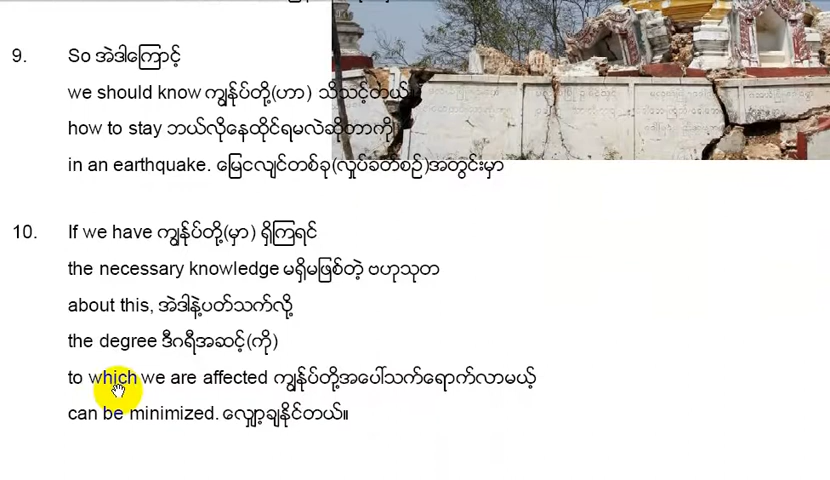 9. So အဲဒါကြောင့်
we should know ကျွန်ုပ်တို့(ဟာ) သိသင့်တယ်
how to stay ဘယ်လိုနေထိုင်ရမလဲဆိုတာကို
in an earthquake. မြေငလျင်တစ်ခု(လှုပ်ခတ်စဉ်)အတွင်းမှာ
10. If we have ကျွန်ုပ်တို့(မှာ) ရှိကြရင်
the necessary knowledge မရှိမဖြစ်တဲ့ ဗဟုသုတ
about this, အဲဒါနဲ့ပတ်သက်လို့
the degree ဒီဂရီအဆင့်(ကို)
to which we are affected ကျွန်ုပ်တို့အပေါ်သက်ရောက်လာမယ့်
can be minimized. လျှော့ချနိုင်တယ်။